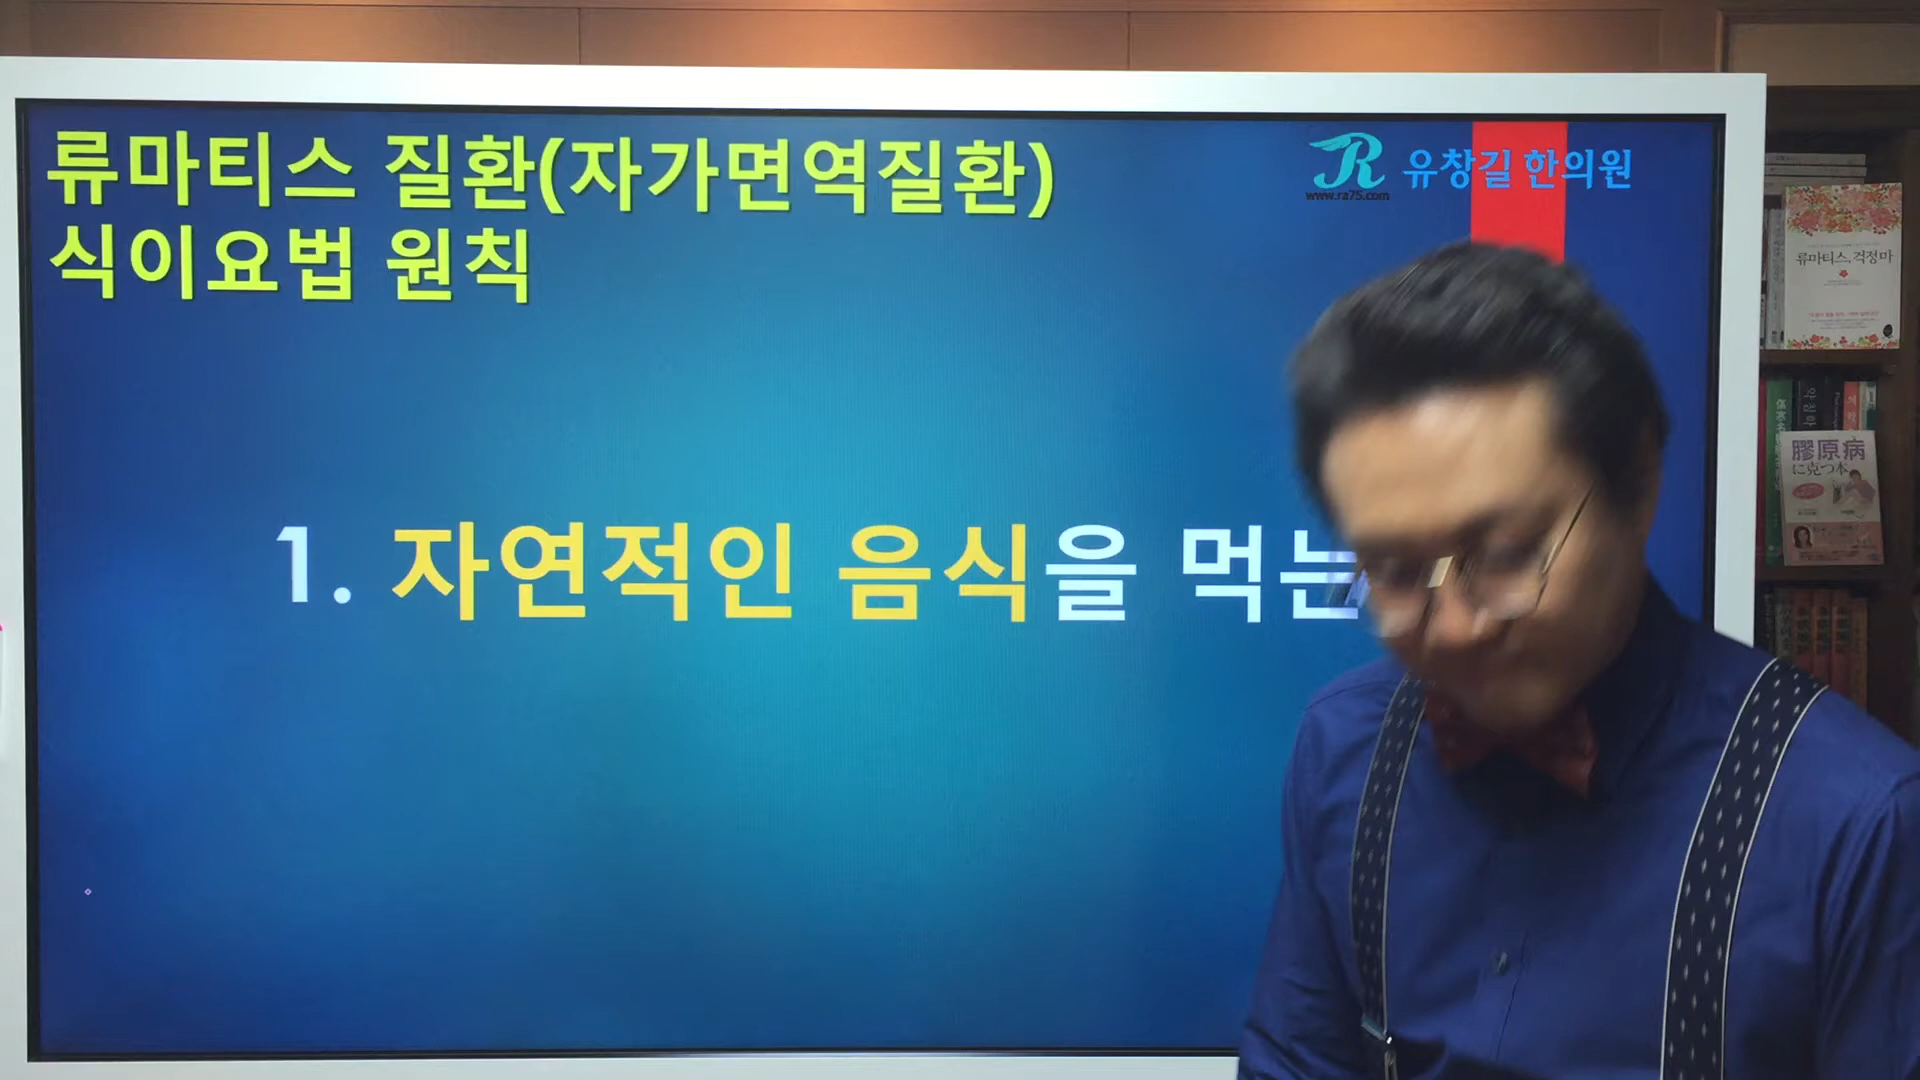 류마티스 질환(자가면역질환)
식이요법 원칙
R 유창길 한의원
www.ra75.com
1. 자연적인 음식을 먹는
류마티스, 걱정마
膠原病
に克つ本